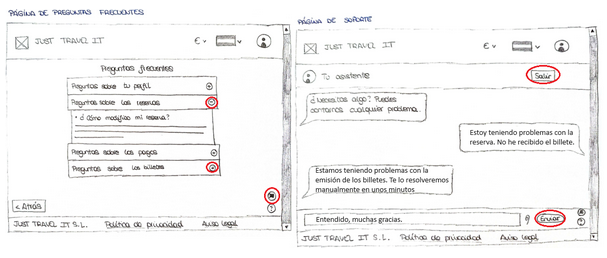 PÁGINA DE PREGUNTAS FRECUENTES
JUST TRAVEL IT
€
Preguntas frecuentes
Preguntas sobre tu perfil
Preguntas sobre las reservas
• ¿Cómo modifico mi reserva?
Preguntas sobre los pagos
Preguntas sobre los billetes
< Atrás
?
JUST TRAVEL IT S.L. Política de privacidad Aviso legal
PÁGINA DE SOPORTE
JUST TRAVEL IT
€
Tu asistente
Salir
¿Necesitas algo? Puedes
contarnos cualquier problema.
Estoy teniendo problemas con la
reserva. No he recibido el billete.
Estamos teniendo problemas con la
emisión de los billetes. Te lo resolveremos
manualmente en unos minutos
Entendido, muchas gracias.
Enviar
?
JUST TRAVEL IT S.L. Política de privacidad Aviso legal